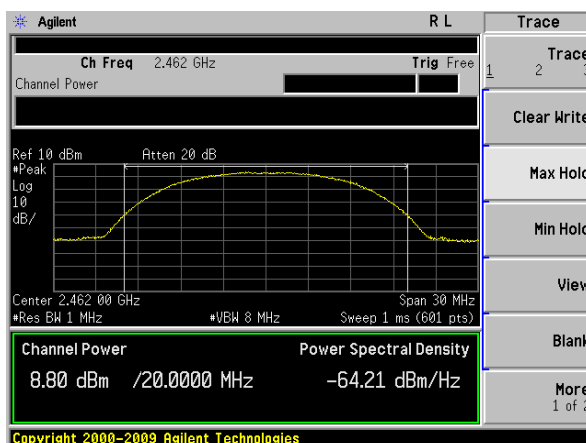 Agilent R L Trace
Ch Freq 2.462 GHz Trig Free
Channel Power
Trace
1 2 3
Clear Write
Max Hold
Min Hold
View
Blank
More
1 of 2
Ref 10 dBm Atten 20 dB
#Peak
Log
10
dB/
Center 2.462 00 GHz Span 30 MHz
#Res BW 1 MHz #VBW 8 MHz Sweep 1 ms (601 pts)
Channel Power Power Spectral Density
8.80 dBm /20.0000 MHz -64.21 dBm/Hz
Copyright 2000-2009 Agilent Technologies